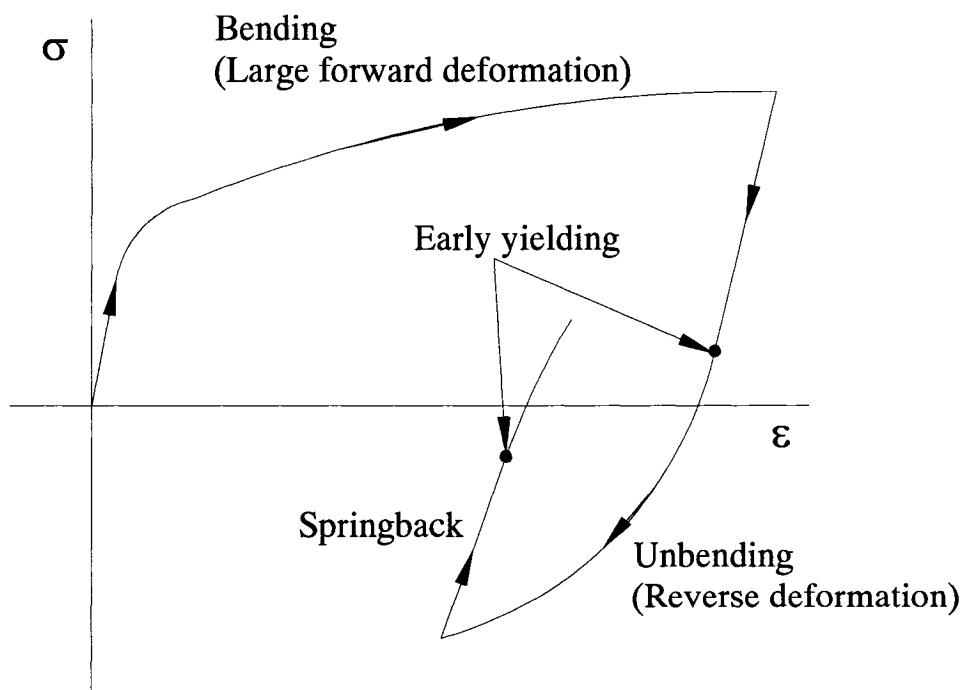 Bending
(Large forward deformation)
σ
Early yielding
ε
Springback
Unbending
(Reverse deformation)